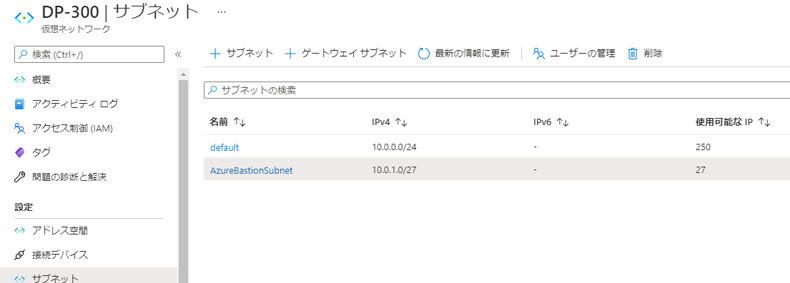 DP-300 | サブネット ...
仮想ネットワーク
検索 (Ctrl+/) «
概要
アクティビティ ログ
アクセス制御 (IAM)
タグ
問題の診断と解決
設定
アドレス空間
接続デバイス
サブネット
+ サブネット + ゲートウェイ サブネット 最新の情報に更新 ユーザーの管理 削除
サブネットの検索
名前 ↑↓ IPv4 ↑↓ IPv6 ↑↓ 使用可能な IP ↑↓
default 10.0.0.0/24 - 250
AzureBastionSubnet 10.0.1.0/27 - 27